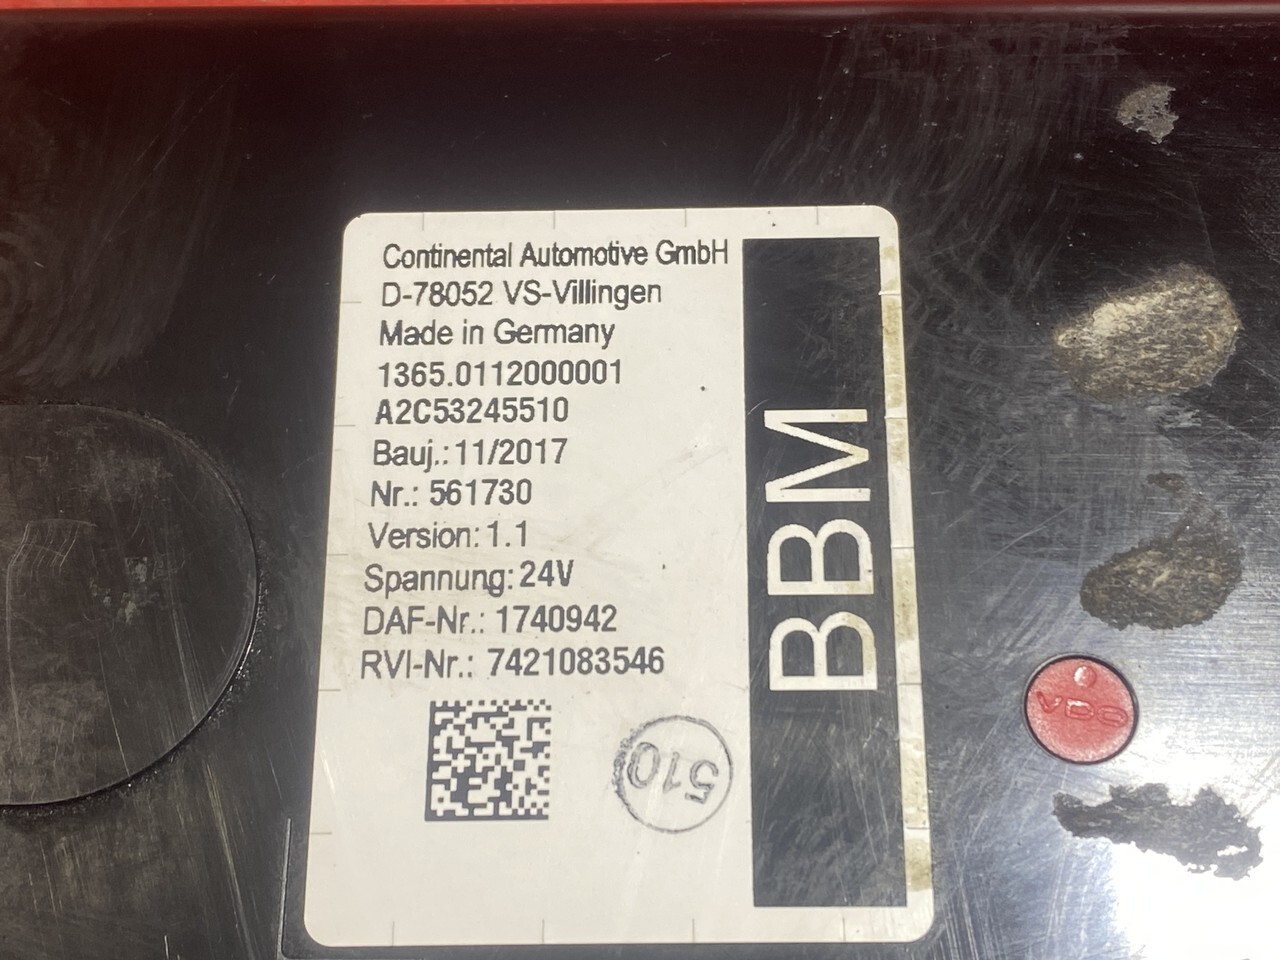 Continental Automotive GmbH
D-78052 VS-Villingen
Made in Germany
1365.0112000001
A2C53245510
Bauj.: 11/2017
Nr.: 561730
Version: 1.1
Spannung: 24V
DAF-Nr.: 1740942
RVI-Nr.: 7421083546
BBM
510
VDO